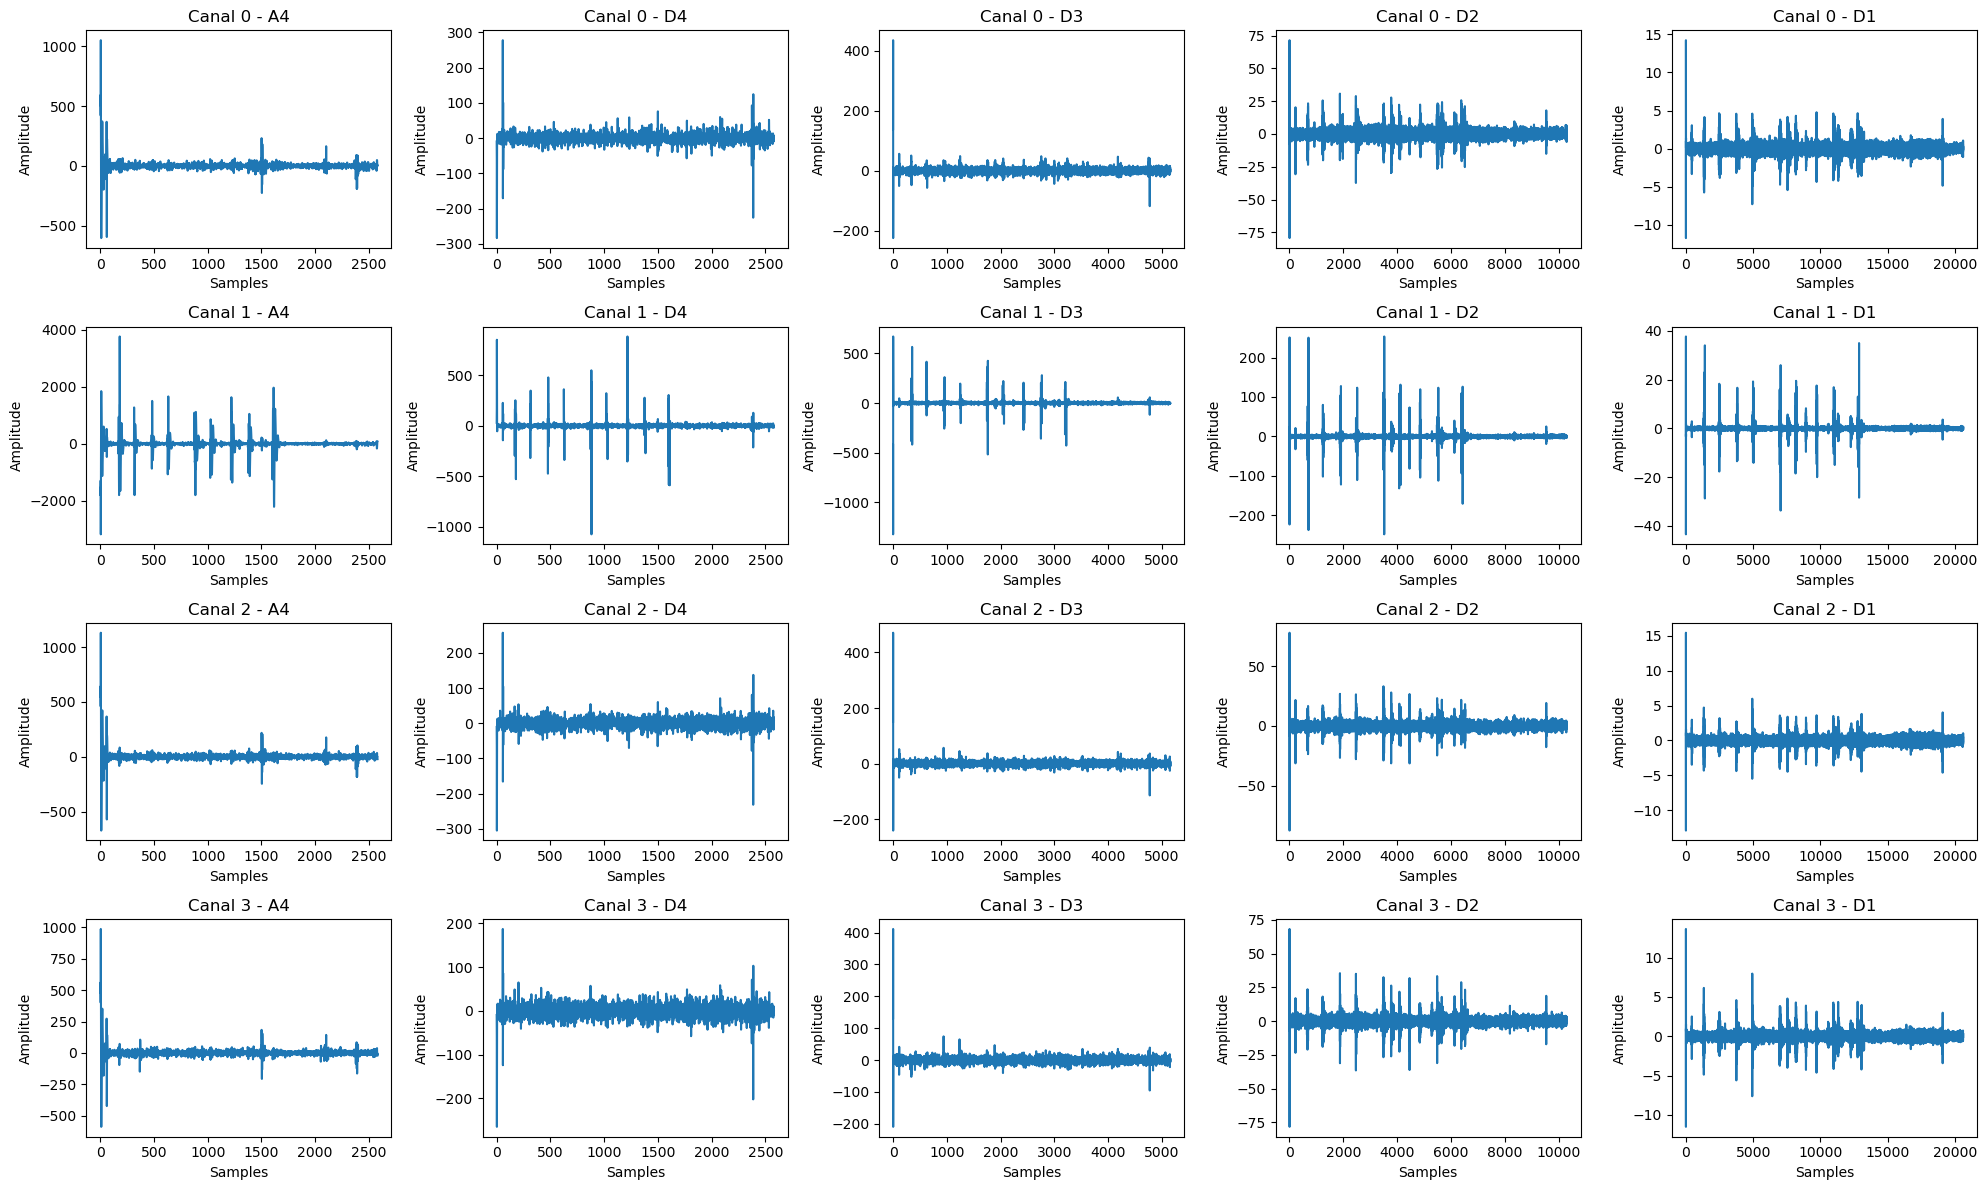 Canal 0 - A4
Canal 0 - D4
Canal 0 - D3
Canal 0 - D2
Canal 0 - D1
Amplitude
1000
500
0
−500
0 500 1000 1500 2000 2500
Samples
Amplitude
300
200
100
0
−100
−200
−300
0 500 1000 1500 2000 2500
Samples
Amplitude
400
200
0
−200
0 1000 2000 3000 4000 5000
Samples
Amplitude
75
50
25
0
−25
−50
−75
0 2000 4000 6000 8000 10000
Samples
Amplitude
15
10
5
0
−5
−10
0 5000 10000 15000 20000
Samples
Canal 1 - A4
Canal 1 - D4
Canal 1 - D3
Canal 1 - D2
Canal 1 - D1
Amplitude
4000
2000
0
−2000
0 500 1000 1500 2000 2500
Samples
Amplitude
500
0
−500
−1000
0 500 1000 1500 2000 2500
Samples
Amplitude
500
0
−500
−1000
0 1000 2000 3000 4000 5000
Samples
Amplitude
200
100
0
−100
−200
0 2000 4000 6000 8000 10000
Samples
Amplitude
40
20
0
−20
−40
0 5000 10000 15000 20000
Samples
Canal 2 - A4
Canal 2 - D4
Canal 2 - D3
Canal 2 - D2
Canal 2 - D1
Amplitude
1000
500
0
−500
0 500 1000 1500 2000 2500
Samples
Amplitude
200
100
0
−100
−200
−300
0 500 1000 1500 2000 2500
Samples
Amplitude
400
200
0
−200
0 1000 2000 3000 4000 5000
Samples
Amplitude
50
0
−50
0 2000 4000 6000 8000 10000
Samples
Amplitude
15
10
5
0
−5
−10
0 5000 10000 15000 20000
Samples
Canal 3 - A4
Canal 3 - D4
Canal 3 - D3
Canal 3 - D2
Canal 3 - D1
Amplitude
1000
750
500
250
0
−250
−500
0 500 1000 1500 2000 2500
Samples
Amplitude
200
100
0
−100
−200
0 500 1000 1500 2000 2500
Samples
Amplitude
400
300
200
100
0
−100
−200
0 1000 2000 3000 4000 5000
Samples
Amplitude
75
50
25
0
−25
−50
−75
0 2000 4000 6000 8000 10000
Samples
Amplitude
10
5
0
−5
−10
0 5000 10000 15000 20000
Samples